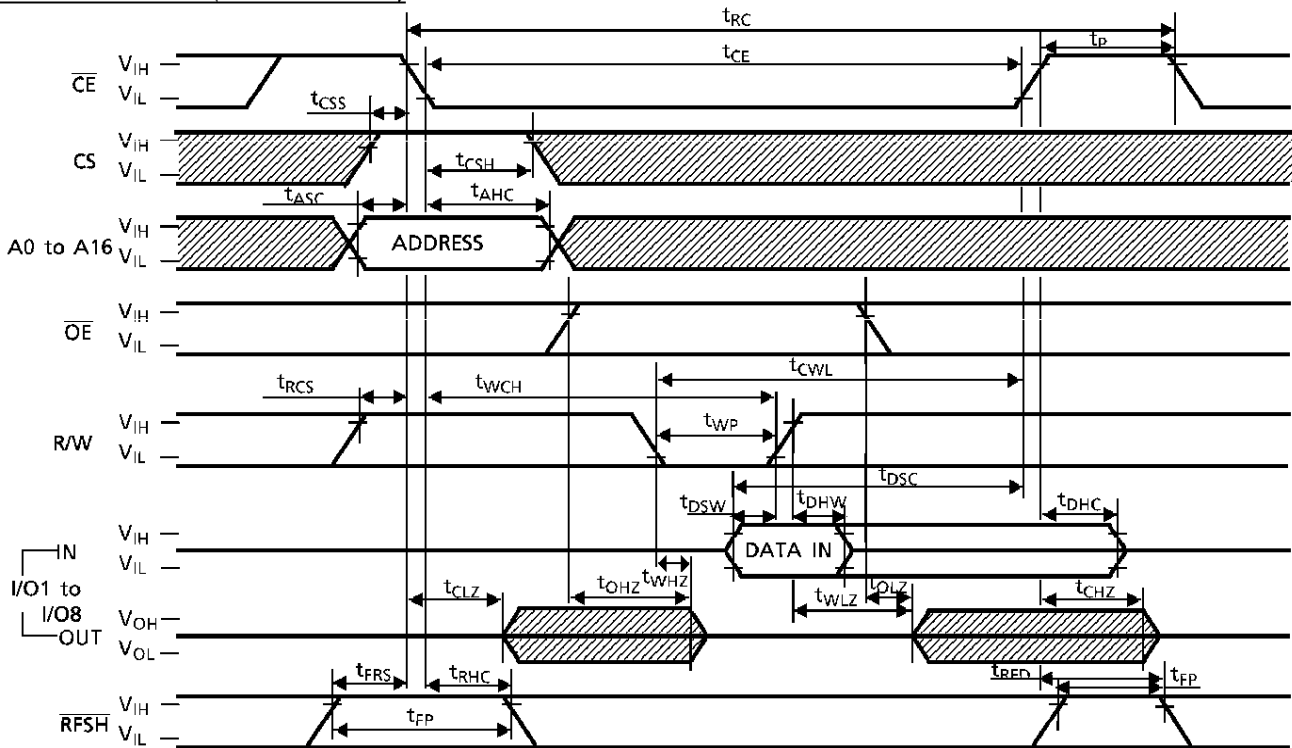 tRC
tP
tCE
CE VIH
VIL
tCSS
CS VIH
VIL
tCSH
tASC
tAHC
A0 to A16 VIH
VIL
ADDRESS
OE VIH
VIL
tCWL
tRCS
tWCH
R/W VIH
VIL
tWP
tDSC
tDSW
tDHW
tDHC
VIH
IN
VIL
DATA IN
I/O1 to
I/O8
tWHZ
tCLZ
tOHZ
tOLZ
tWLZ
tCHZ
VOH
OUT
VOL
tFRS
tRHC
tRFD
tFP
RFSH VIH
VIL
tFP